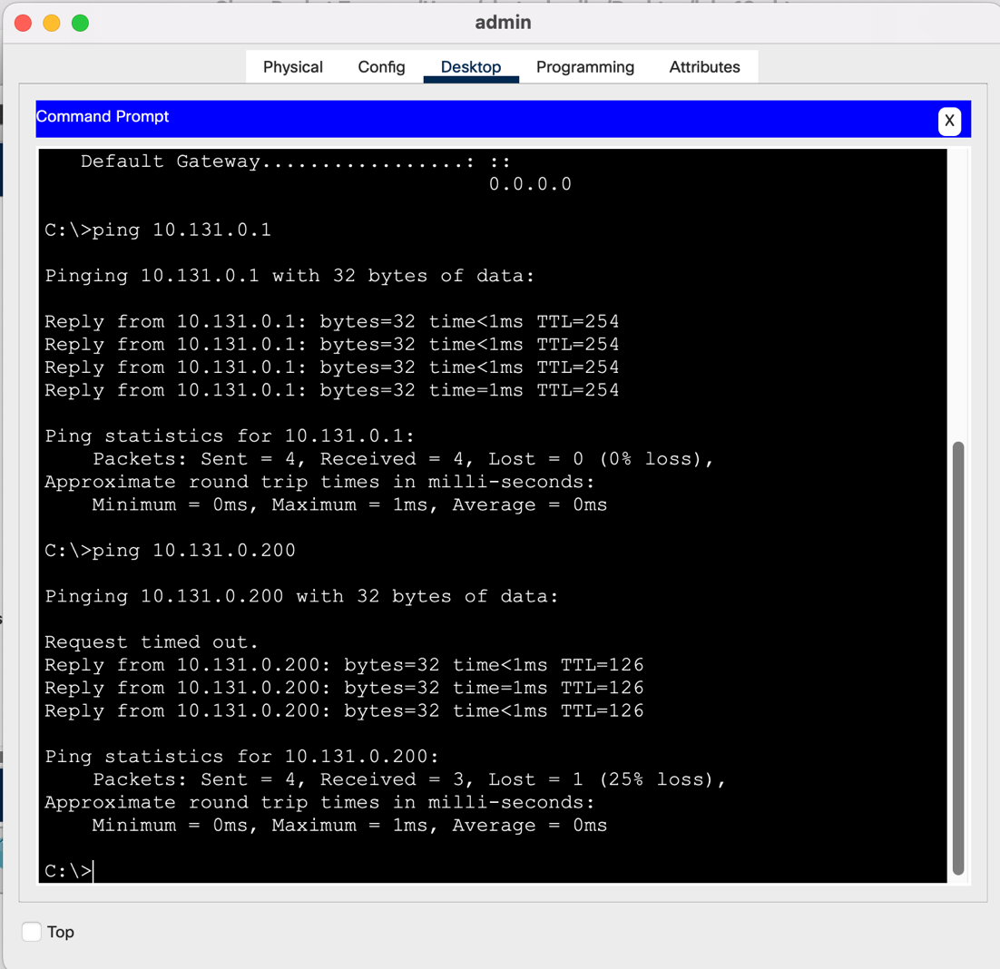 admin
Physical Config Desktop Programming Attributes
Command Prompt
X
Default Gateway.................: ::
0.0.0.0
C:\>ping 10.131.0.1
Pinging 10.131.0.1 with 32 bytes of data:
Reply from 10.131.0.1: bytes=32 time<1ms TTL=254
Reply from 10.131.0.1: bytes=32 time<1ms TTL=254
Reply from 10.131.0.1: bytes=32 time<1ms TTL=254
Reply from 10.131.0.1: bytes=32 time=1ms TTL=254
Ping statistics for 10.131.0.1:
Packets: Sent = 4, Received = 4, Lost = 0 (0% loss),
Approximate round trip times in milli-seconds:
Minimum = 0ms, Maximum = 1ms, Average = 0ms
C:\>ping 10.131.0.200
Pinging 10.131.0.200 with 32 bytes of data:
Request timed out.
Reply from 10.131.0.200: bytes=32 time<1ms TTL=126
Reply from 10.131.0.200: bytes=32 time=1ms TTL=126
Reply from 10.131.0.200: bytes=32 time<1ms TTL=126
Ping statistics for 10.131.0.200:
Packets: Sent = 4, Received = 3, Lost = 1 (25% loss),
Approximate round trip times in milli-seconds:
Minimum = 0ms, Maximum = 1ms, Average = 0ms
C:\>
Top